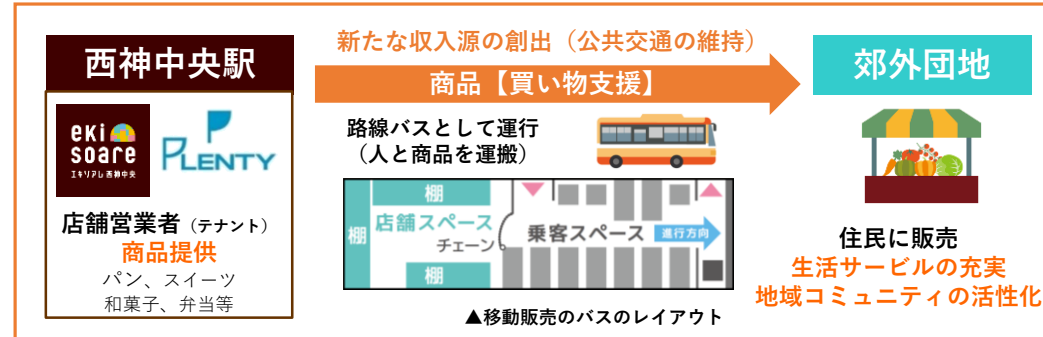 西神中央駅
eki
soare
エキソアレ西神中央
PLENTY
店舗営業者（テナント）
商品提供
パン、スイーツ
和菓子、弁当等
新たな収入源の創出（公共交通の維持）
商品【買い物支援】
路線バスとして運行
（人と商品を運搬）
棚
棚
店舗スペース
チェーン
棚
乗客スペース
進行方向
▲移動販売のバスのレイアウト
郊外団地
住民に販売
生活サービルの充実
地域コミュニティの活性化